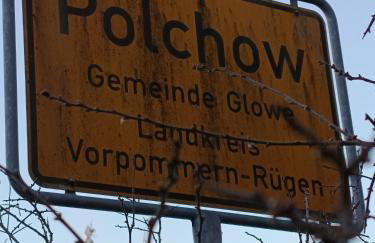 Polchow
Gemeinde Glowe
Landkreis
Vorpommern-Rügen